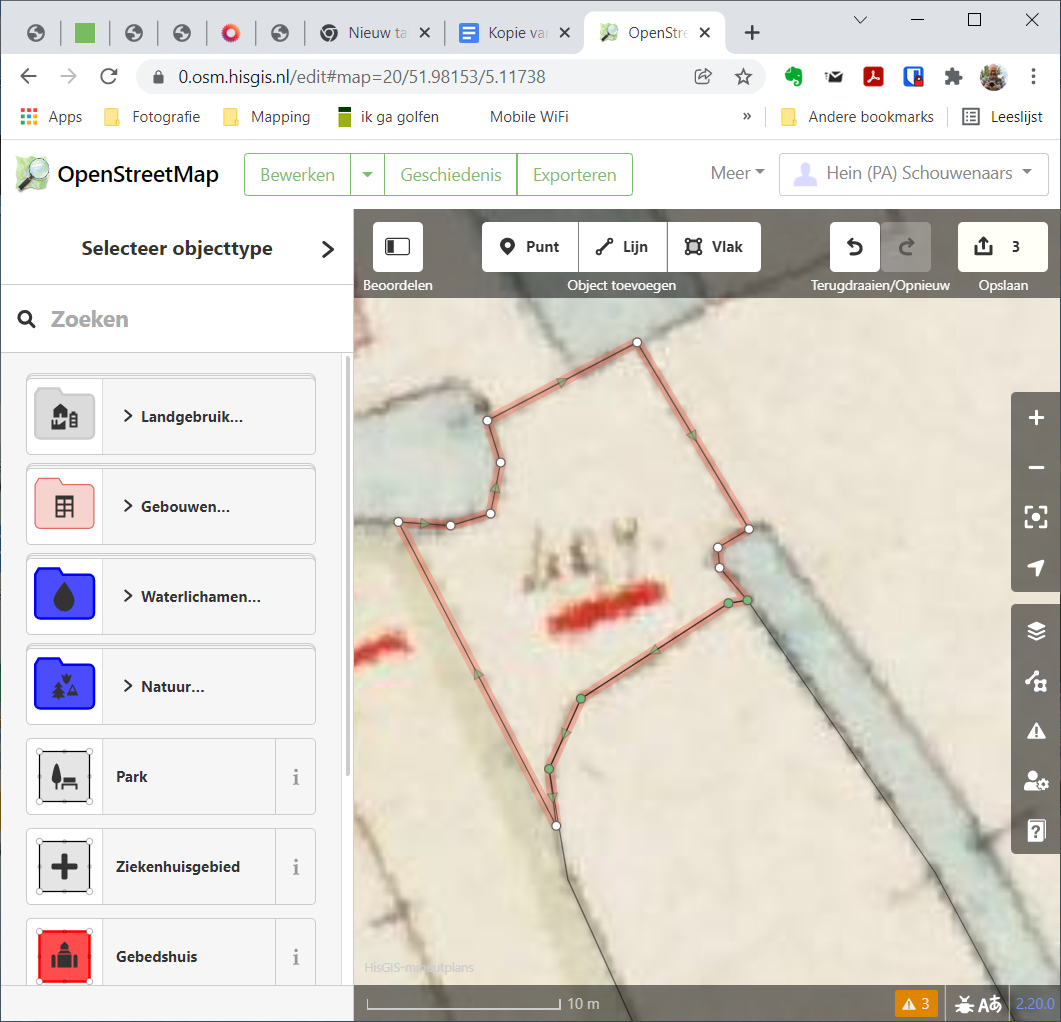 Nieuw ta
Kopie va
OpenStre
0.osm.hisgis.nl/edit#map=20/51.98153/5.11738
Apps
Fotografie
Mapping
ik ga golfen
Mobile WiFi
»
Andere bookmarks
Leeslijst
OpenStreetMap
Bewerken
Geschiedenis
Exporteren
Meer
Hein (PA) Schouwenaars
Selecteer objecttype
Beoordelen
Punt
Lijn
Vlak
Object toevoegen
Terugdraaien/Opnieuw
3
Opslaan
Zoeken
Landgebruik...
Gebouwen...
Waterlichamen...
Natuur...
Park
i
Ziekenhuisgebied
i
Gebedshuis
i
HisGIS-minuutplans
10 m
3
Aあ
2.20.0